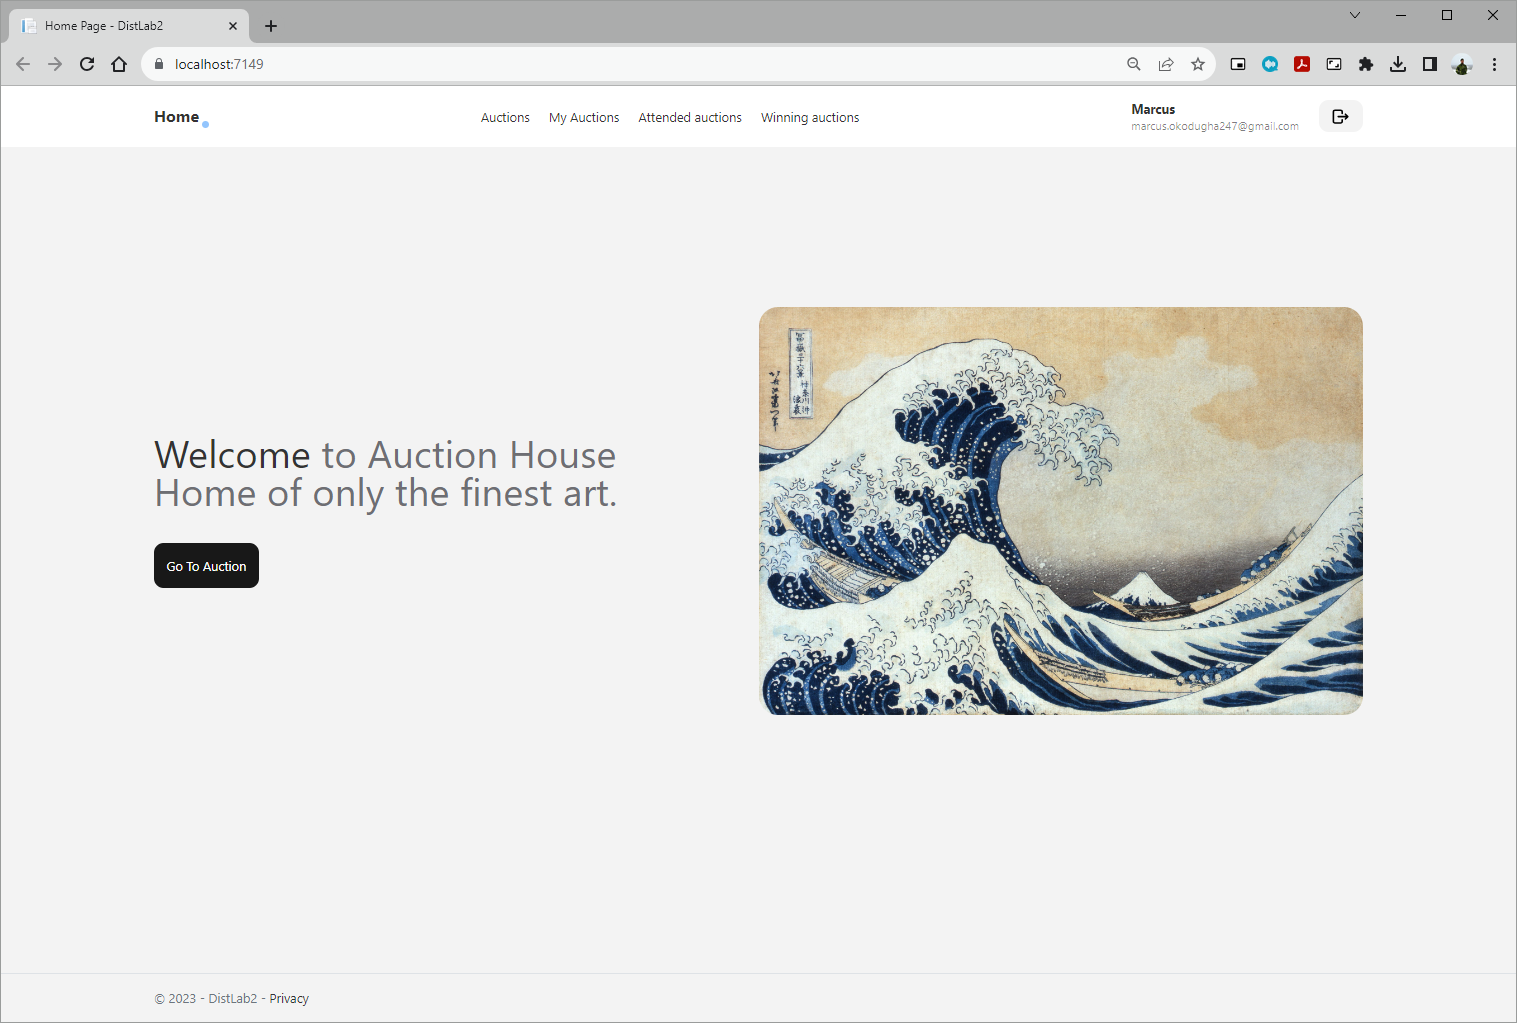 Home Page - DistLab2
localhost:7149
Home
Auctions My Auctions Attended auctions Winning auctions
Marcus
marcus.okodugha247@gmail.com
Welcome to Auction House
Home of only the finest art.
Go To Auction
© 2023 - DistLab2 - Privacy